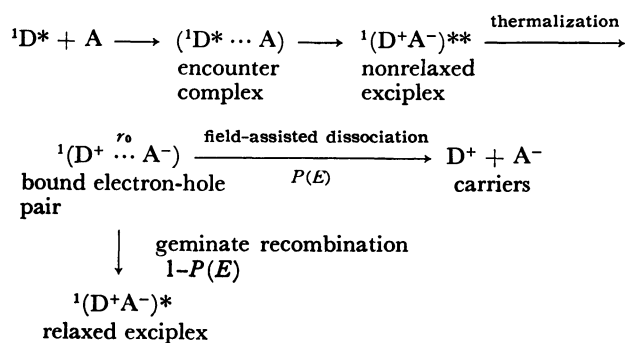 thermalization
¹D* + A ⟶ (¹D* ··· A) ⟶ ¹(D⁺A⁻)** ⟶
encounter nonrelaxed
complex exciplex
r₀ field-assisted dissociation
¹(D⁺ ··· A⁻) ⟶ D⁺ + A⁻
bound electron-hole P(E) carriers
pair
geminate recombination
1–P(E)
¹(D⁺A⁻)*
relaxed exciplex